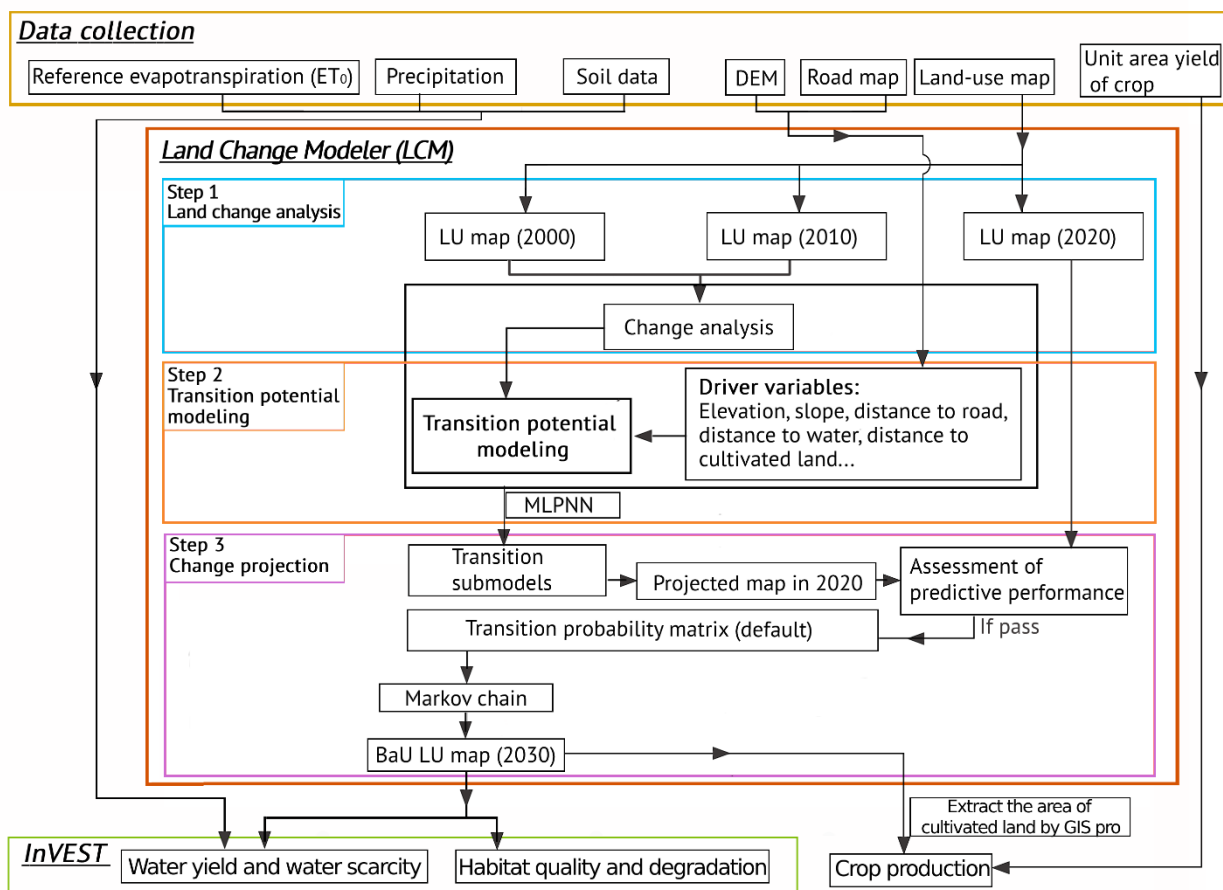 Data collection
Reference evapotranspiration (ET₀)
Precipitation
Soil data
DEM
Road map
Land-use map
Unit area yield
of crop
Land Change Modeler (LCM)
Step 1
Land change analysis
LU map (2000)
LU map (2010)
LU map (2020)
Change analysis
Step 2
Transition potential
modeling
Transition potential
modeling
Driver variables:
Elevation, slope, distance to road,
distance to water, distance to
cultivated land...
MLPNN
Step 3
Change projection
Transition
submodels
Projected map in 2020
Assessment of
predictive performance
Transition probability matrix (default)
If pass
Markov chain
BaU LU map (2030)
Extract the area of
cultivated land by GIS pro
InVEST
Water yield and water scarcity
Habitat quality and degradation
Crop production